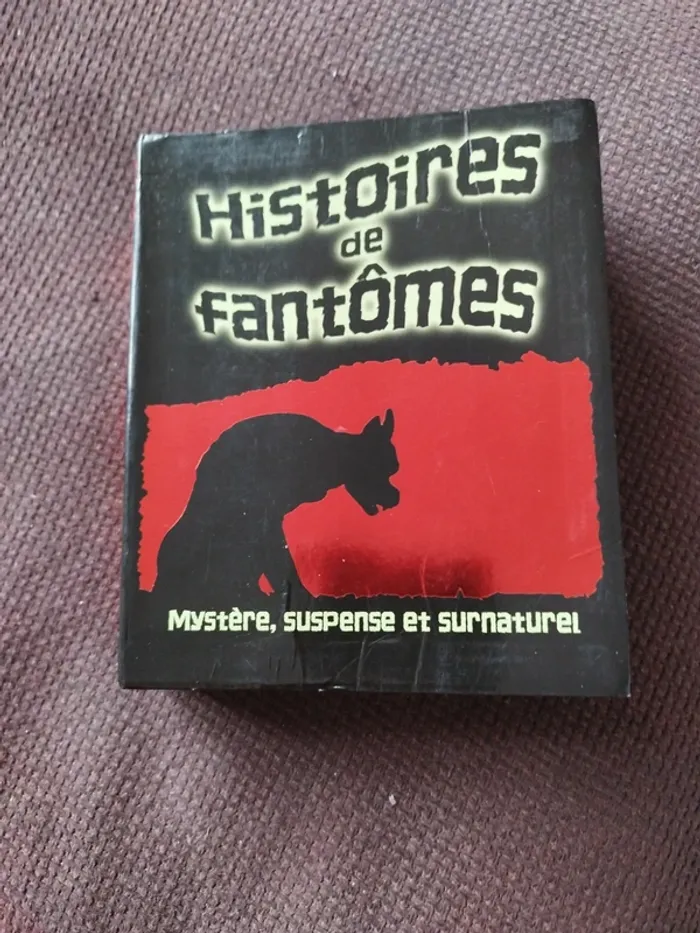 Histoires
de
fantômes
Mystère, suspense et surnaturel